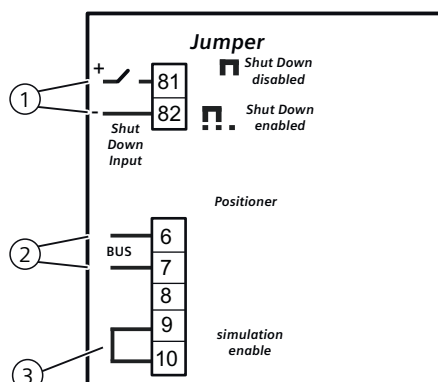 Jumper
+
81
Shut Down
disabled
1
-
82
Shut Down
enabled
Shut
Down
Input
Positioner
6
2
BUS
7
8
9
simulation
enable
10
3